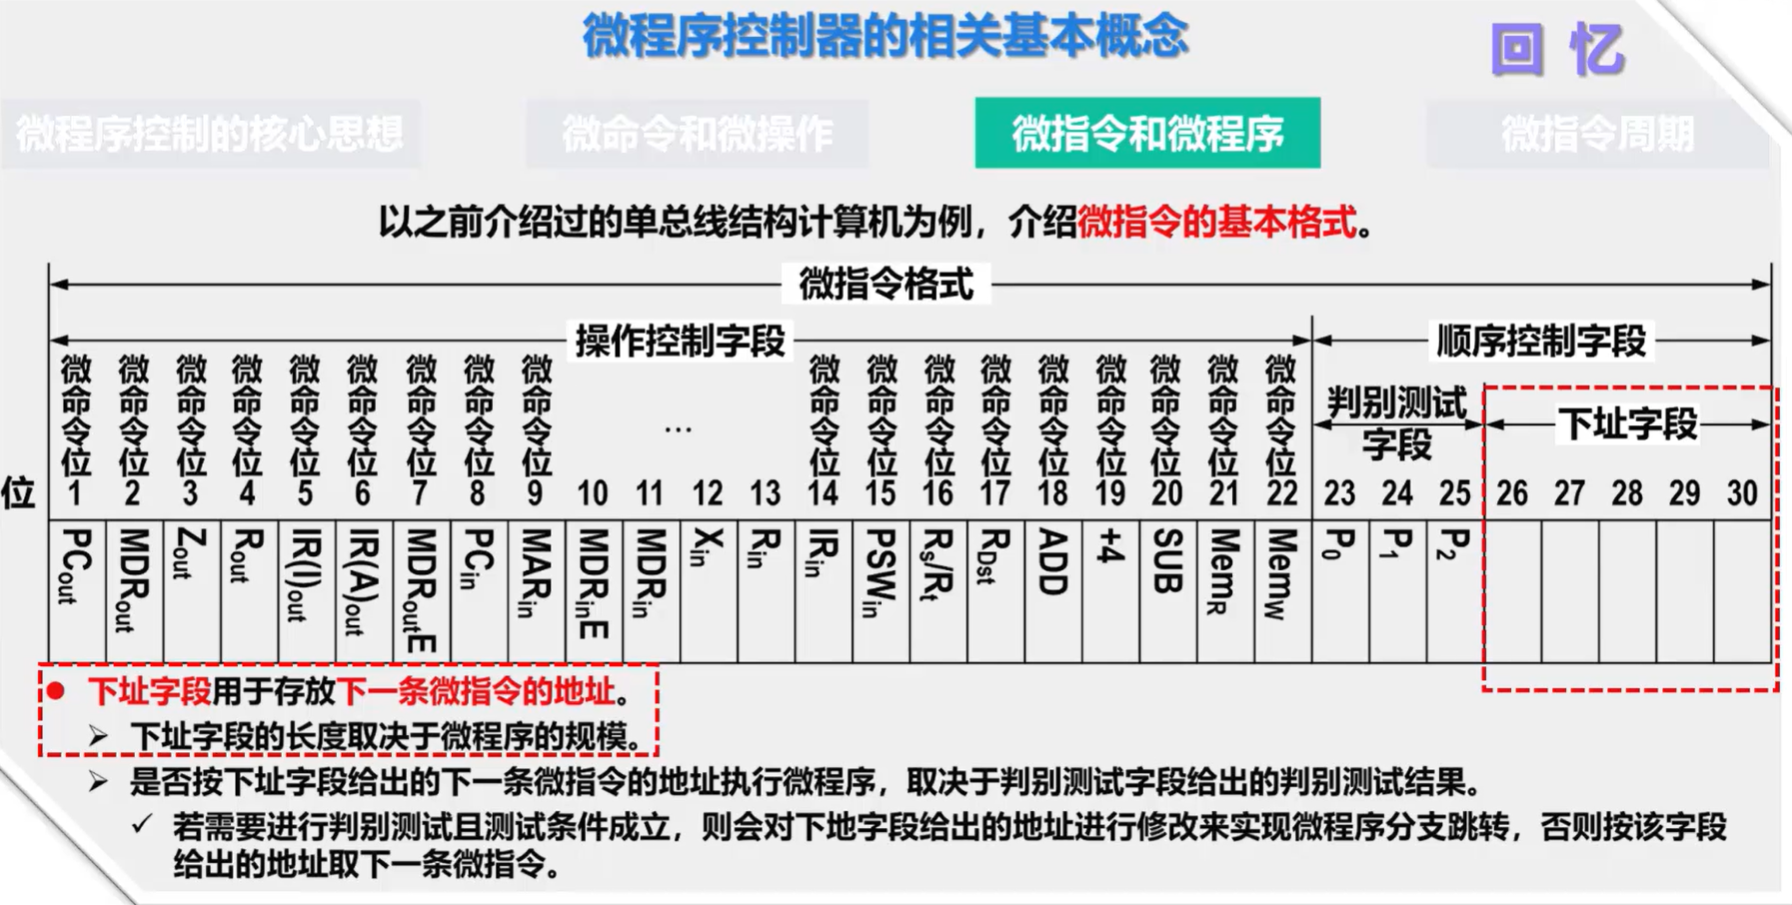 微程序控制器的相关基本概念
回 忆
微程序控制的核心思想
微命令和微操作
微指令和微程序
微指令周期
以之前介绍过的单总线结构计算机为例，介绍微指令的基本格式。
微指令格式
操作控制字段
顺序控制字段
判别测试
字段
下址字段
微命令位 微命令位 微命令位 微命令位 微命令位 微命令位 微命令位 微命令位 微命令位 … 微命令位 微命令位 微命令位 微命令位 微命令位 微命令位 微命令位 微命令位 微命令位
位 1 2 3 4 5 6 7 8 9 10 11 12 13 14 15 16 17 18 19 20 21 22 23 24 25 26 27 28 29 30
PCout MDRout Zout Rout IR(I)out IR(A)out MDRoutE PCin MARin MDRinE MDRin Xin Rin IRin PSWin Rs/Rt RDst ADD +4 SUB MemR MemW P0 P1 P2
● 下址字段用于存放下一条微指令的地址。
➢ 下址字段的长度取决于微程序的规模。
➢ 是否按下址字段给出的下一条微指令的地址执行微程序，取决于判别测试字段给出的判别测试结果。
✓ 若需要进行判别测试且测试条件成立，则会对下地字段给出的地址进行修改来实现微程序分支跳转，否则按该字段
给出的地址取下一条微指令。